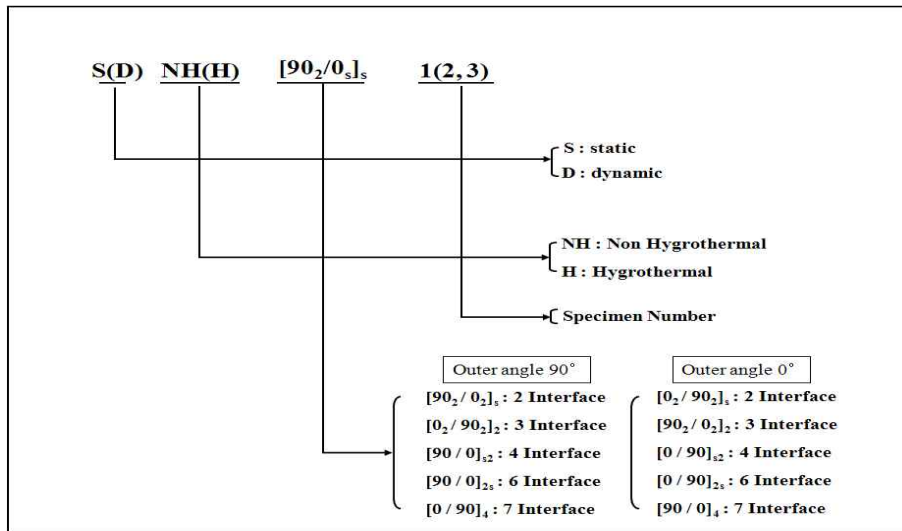 S(D) NH(H) [90₂/0ₛ]ₛ 1(2,3)
S : static
D : dynamic
NH : Non Hygrothermal
H : Hygrothermal
Specimen Number
Outer angle 90° Outer angle 0°
[90₂ / 0₂]ₛ : 2 Interface [0₂ / 90₂]ₛ : 2 Interface
[0₂ / 90₂]₂ : 3 Interface [90₂ / 0₂]₂ : 3 Interface
[90 / 0]ₛ₂ : 4 Interface [0 / 90]ₛ₂ : 4 Interface
[90 / 0]₂ₛ : 6 Interface [0 / 90]₂ₛ : 6 Interface
[0 / 90]₄ : 7 Interface [90 / 0]₄ : 7 Interface